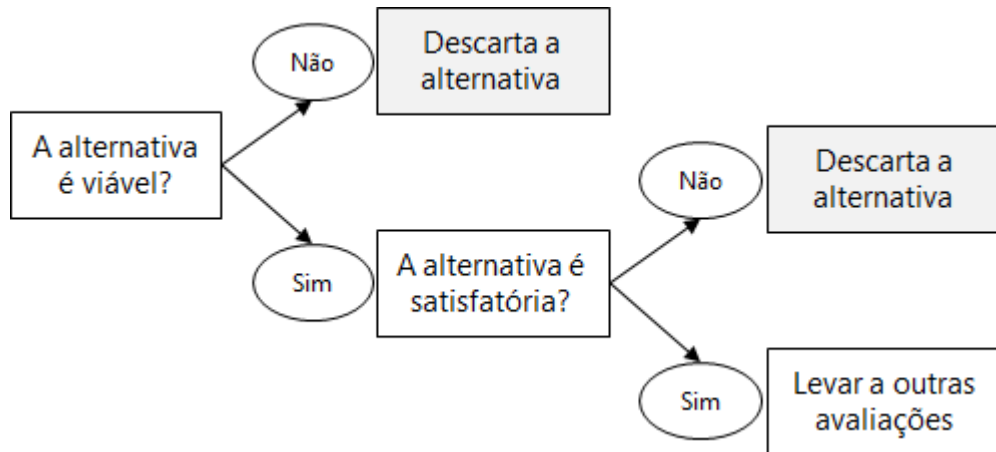 Não
Descarta a
alternativa
A alternativa
é viável?
Sim
A alternativa é
satisfatória?
Não
Descarta a
alternativa
Sim
Levar a outras
avaliações